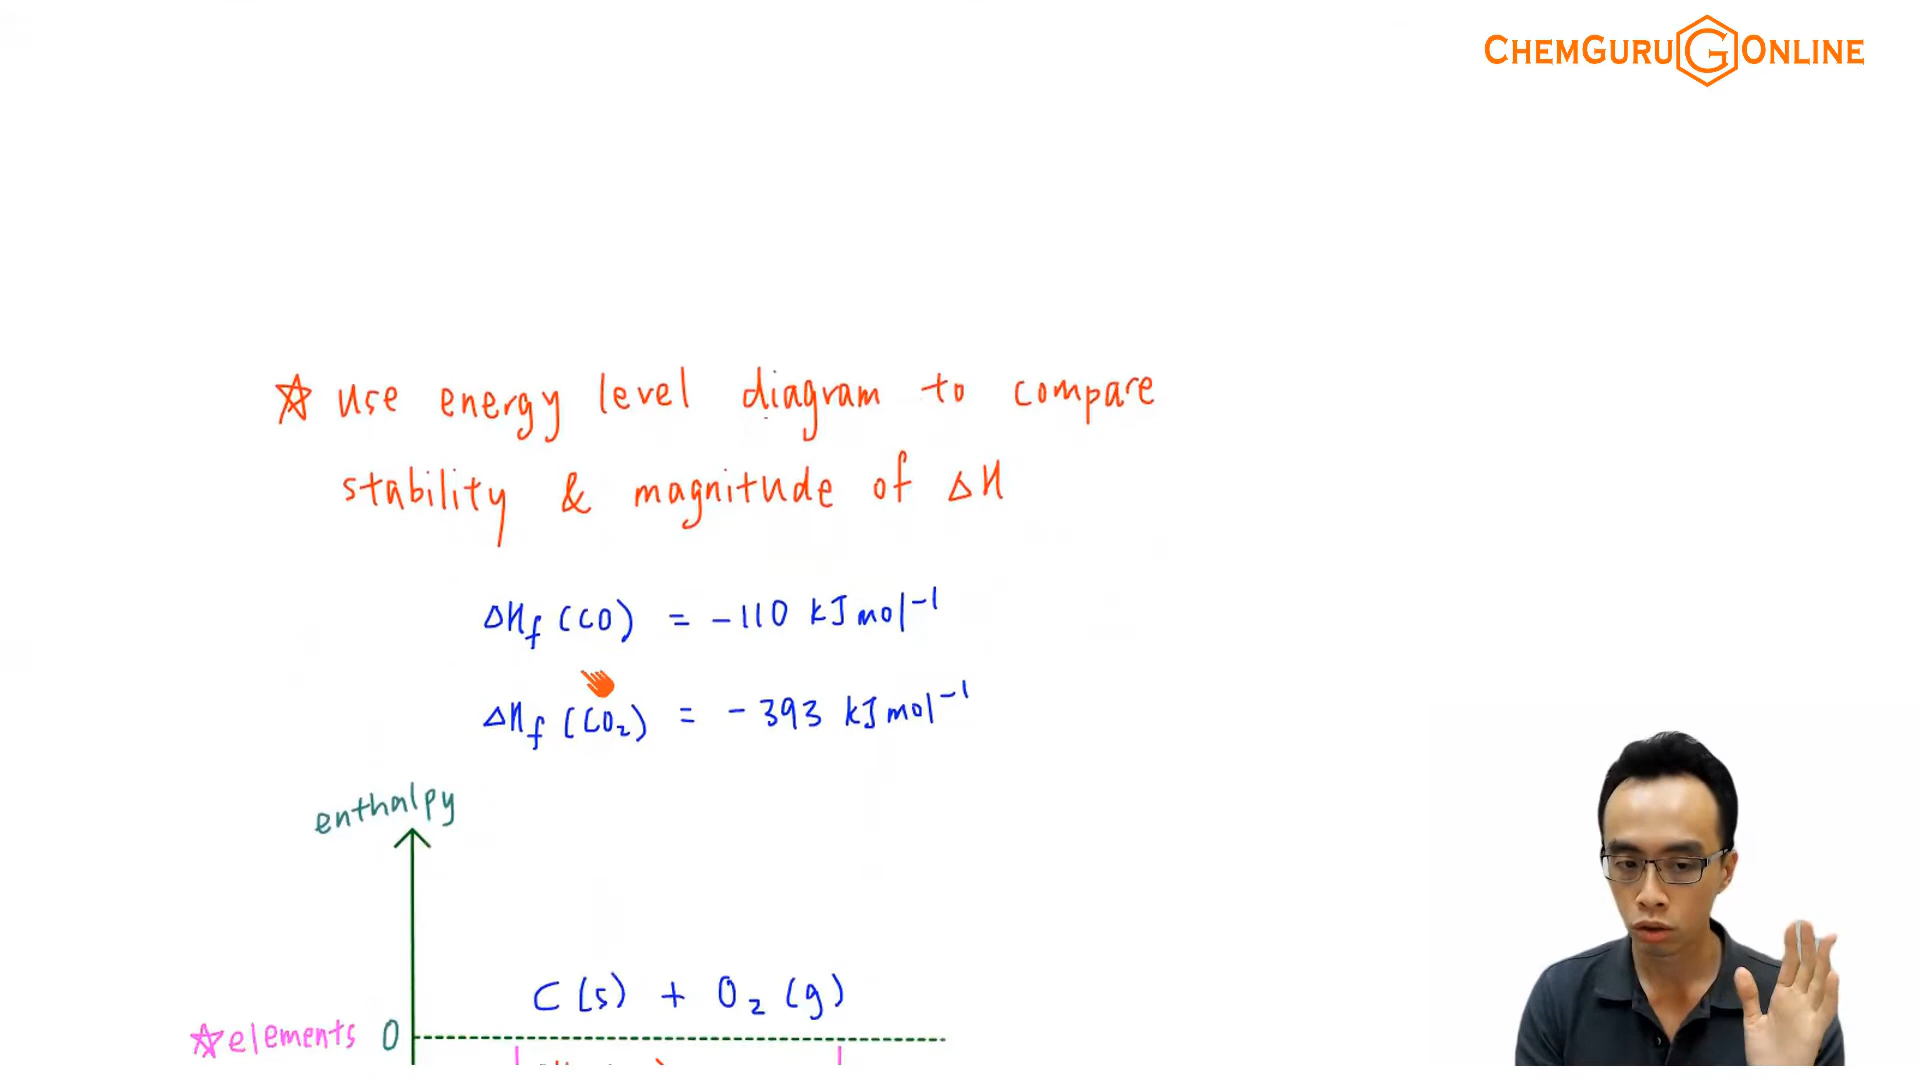 CHEMGURU G ONLINE
☆ use energy level diagram to compare
stability & magnitude of ΔH
ΔHf (CO) = -110 kJ mol⁻¹
ΔHf (CO₂) = -393 kJ mol⁻¹
enthalpy
C (s) + O₂ (g)
☆ elements 0